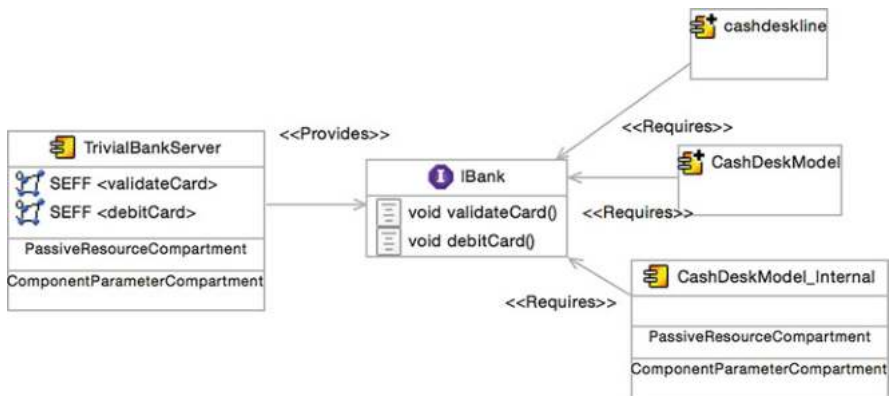 cashdeskline
<<Provides>>
<<Requires>>
TrivialBankServer
SEFF <validateCard>
SEFF <debitCard>
PassiveResourceCompartment
ComponentParameterCompartment
I IBank
void validateCard()
void debitCard()
CashDeskModel
<<Requires>>
CashDeskModel_Internal
<<Requires>>
PassiveResourceCompartment
ComponentParameterCompartment